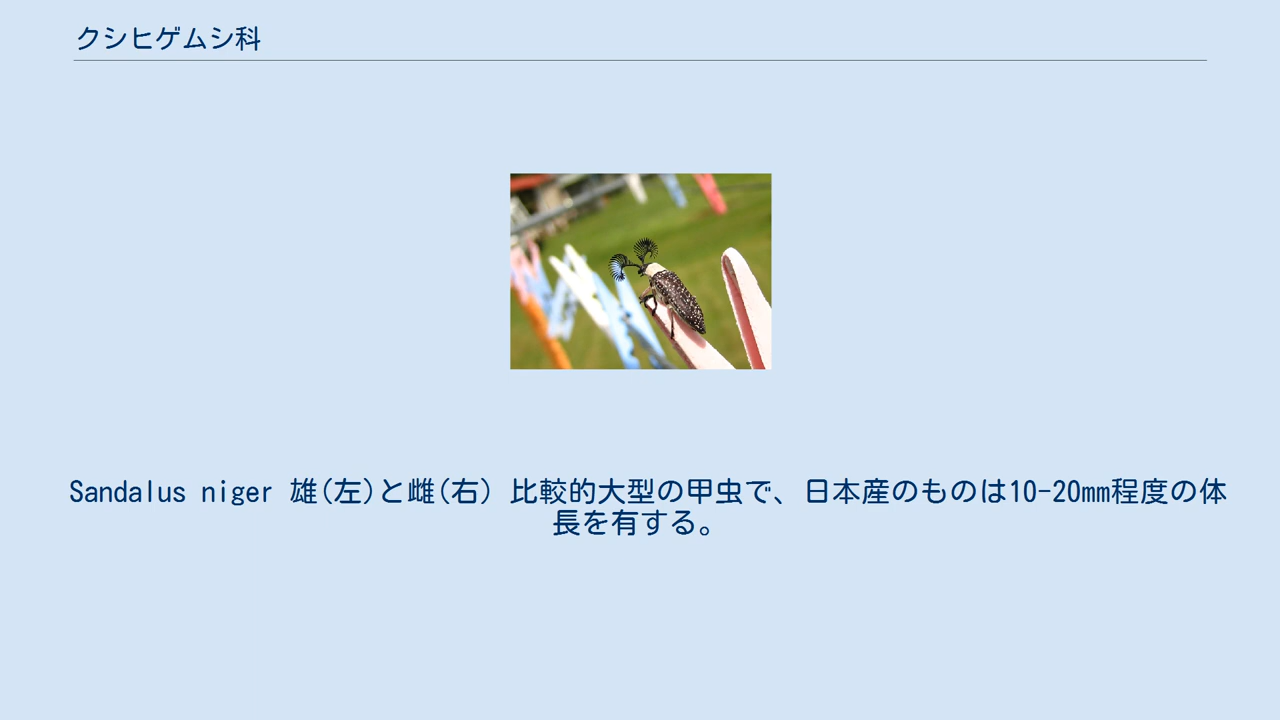 クシヒゲムシ科
Sandalus niger 雄(左)と雌(右) 比較的大型の甲虫で、日本産のものは10-20mm程度の体
長を有する。